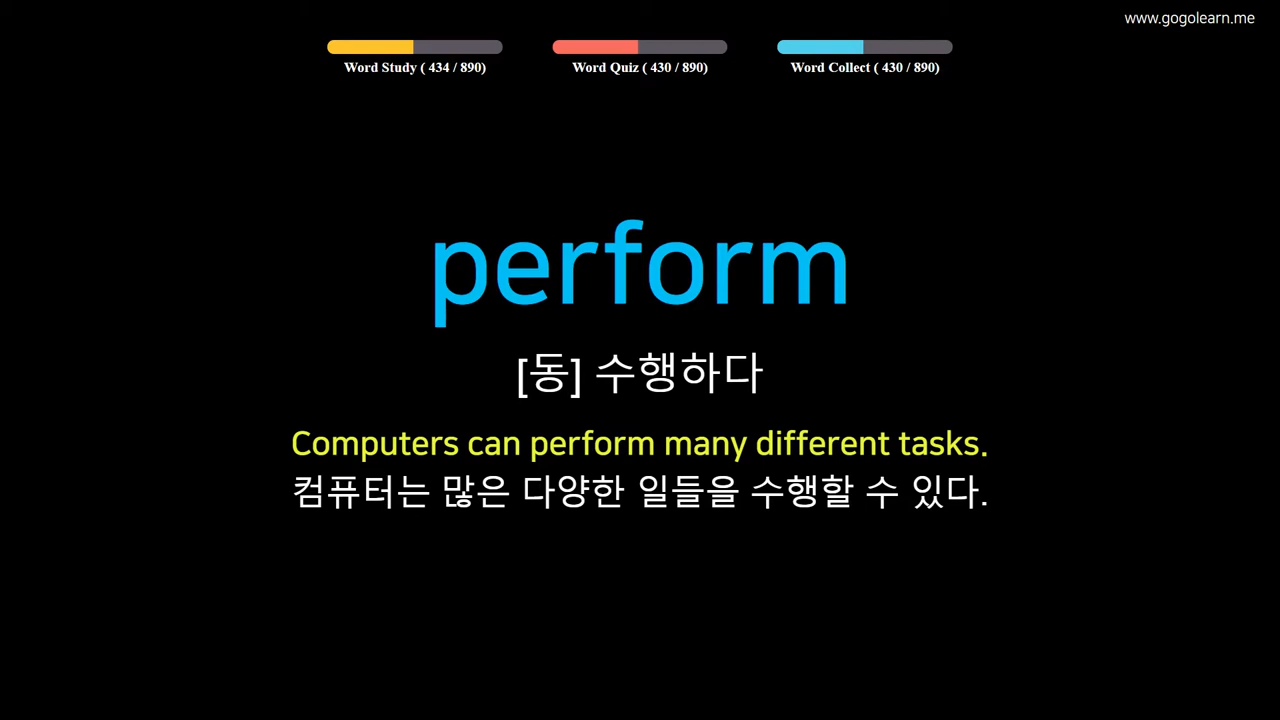 www.gogolearn.me
Word Study ( 434 / 890)
Word Quiz ( 430 / 890)
Word Collect ( 430 / 890)
perform
[동] 수행하다
Computers can perform many different tasks.
컴퓨터는 많은 다양한 일들을 수행할 수 있다.